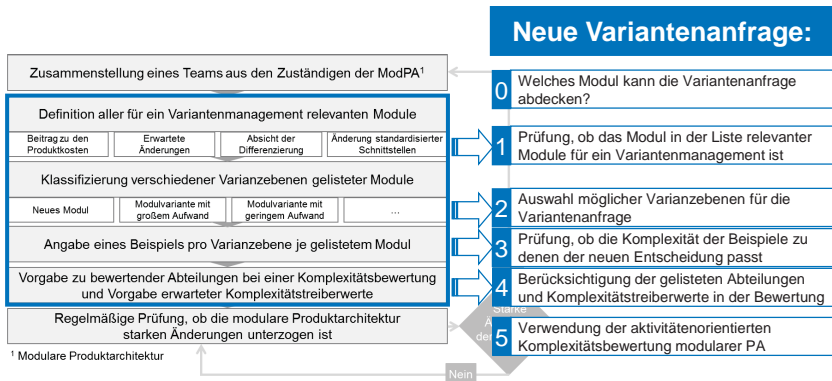 Neue Variantenanfrage:
Zusammenstellung eines Teams aus den Zuständigen der ModPA¹
Definition aller für ein Variantenmanagement relevanten Module
Beitrag zu den
Produktkosten
Erwartete
Änderungen
Absicht der
Differenzierung
Änderung standardisierter
Schnittstellen
Klassifizierung verschiedener Varianzebenen gelisteter Module
Neues Modul
Modulvariante mit
großem Aufwand
Modulvariante mit
geringem Aufwand
...
Angabe eines Beispiels pro Varianzebene je gelistetem Modul
Vorgabe zu bewertender Abteilungen bei einer Komplexitätsbewertung
und Vorgabe erwarteter Komplexitätstreiberwerte
Regelmäßige Prüfung, ob die modulare Produktarchitektur
starken Änderungen unterzogen ist
¹ Modulare Produktarchitektur
Starke
Nein
0
Welches Modul kann die Variantenanfrage
abdecken?
1
Prüfung, ob das Modul in der Liste relevanter
Module für ein Variantenmanagement ist
2
Auswahl möglicher Varianzebenen für die
Variantenanfrage
3
Prüfung, ob die Komplexität der Beispiele zu
denen der neuen Entscheidung passt
4
Berücksichtigung der gelisteten Abteilungen
und Komplexitätstreiberwerte in der Bewertung
5
Verwendung der aktivitätenorientierten
Komplexitätsbewertung modularer PA